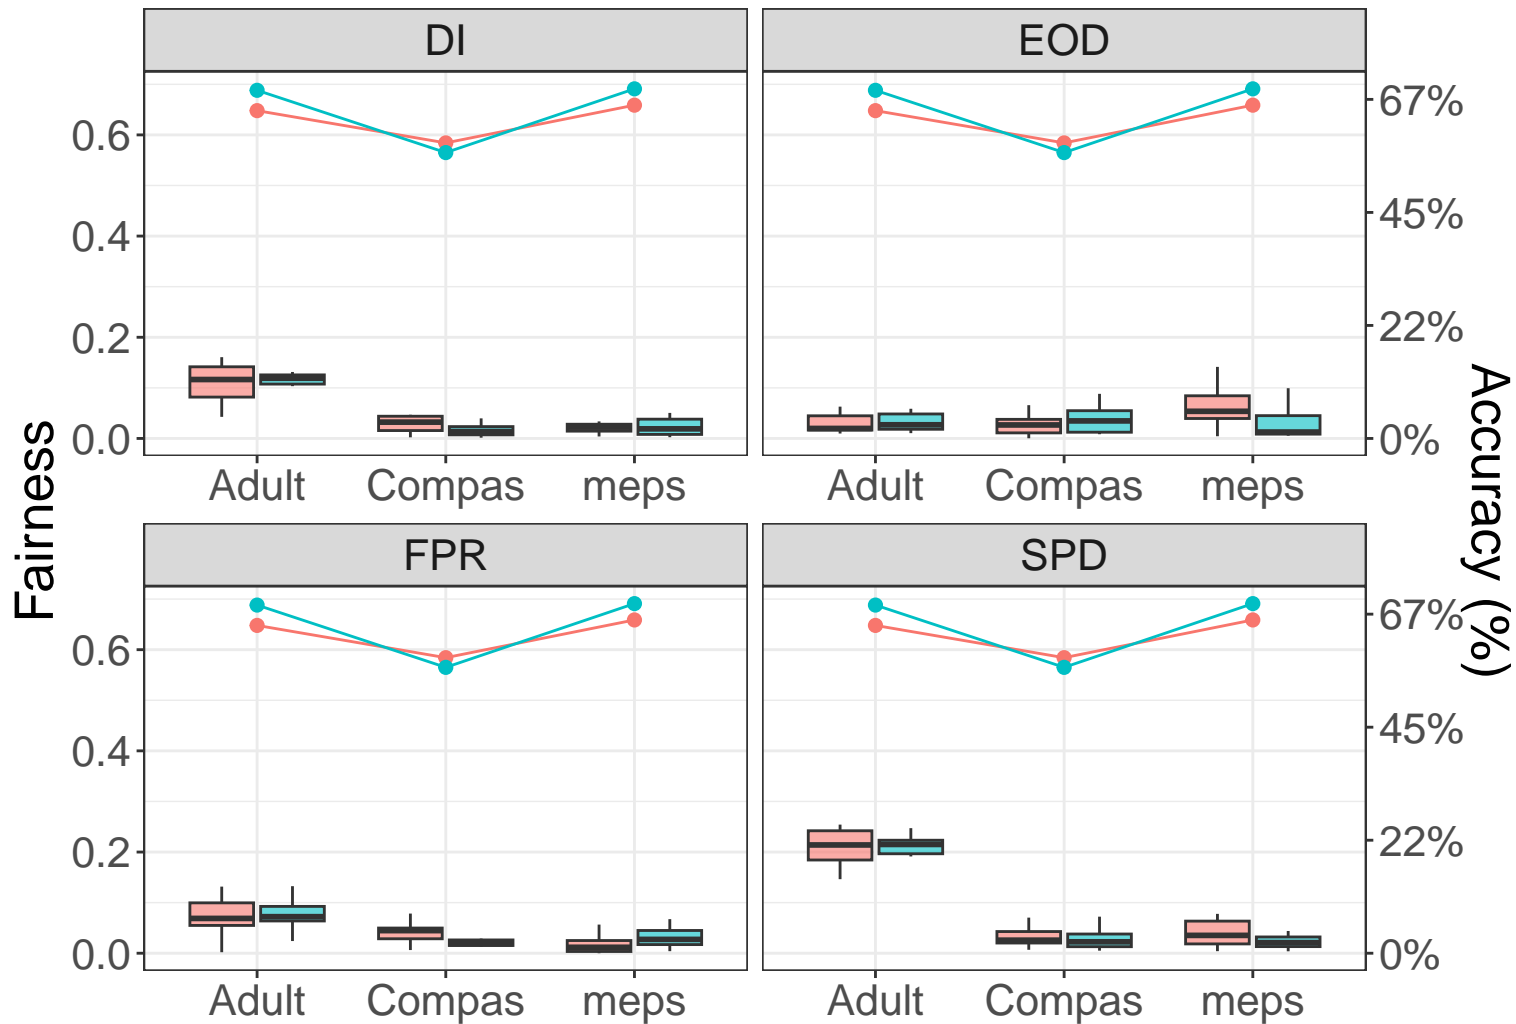 DI
EOD
0.6
0.4
0.2
0.0
67%
45%
22%
0%
Adult
Compas
meps
Adult
Compas
meps
Fairness
Accuracy (%)
FPR
SPD
0.6
0.4
0.2
0.0
67%
45%
22%
0%
Adult
Compas
meps
Adult
Compas
meps